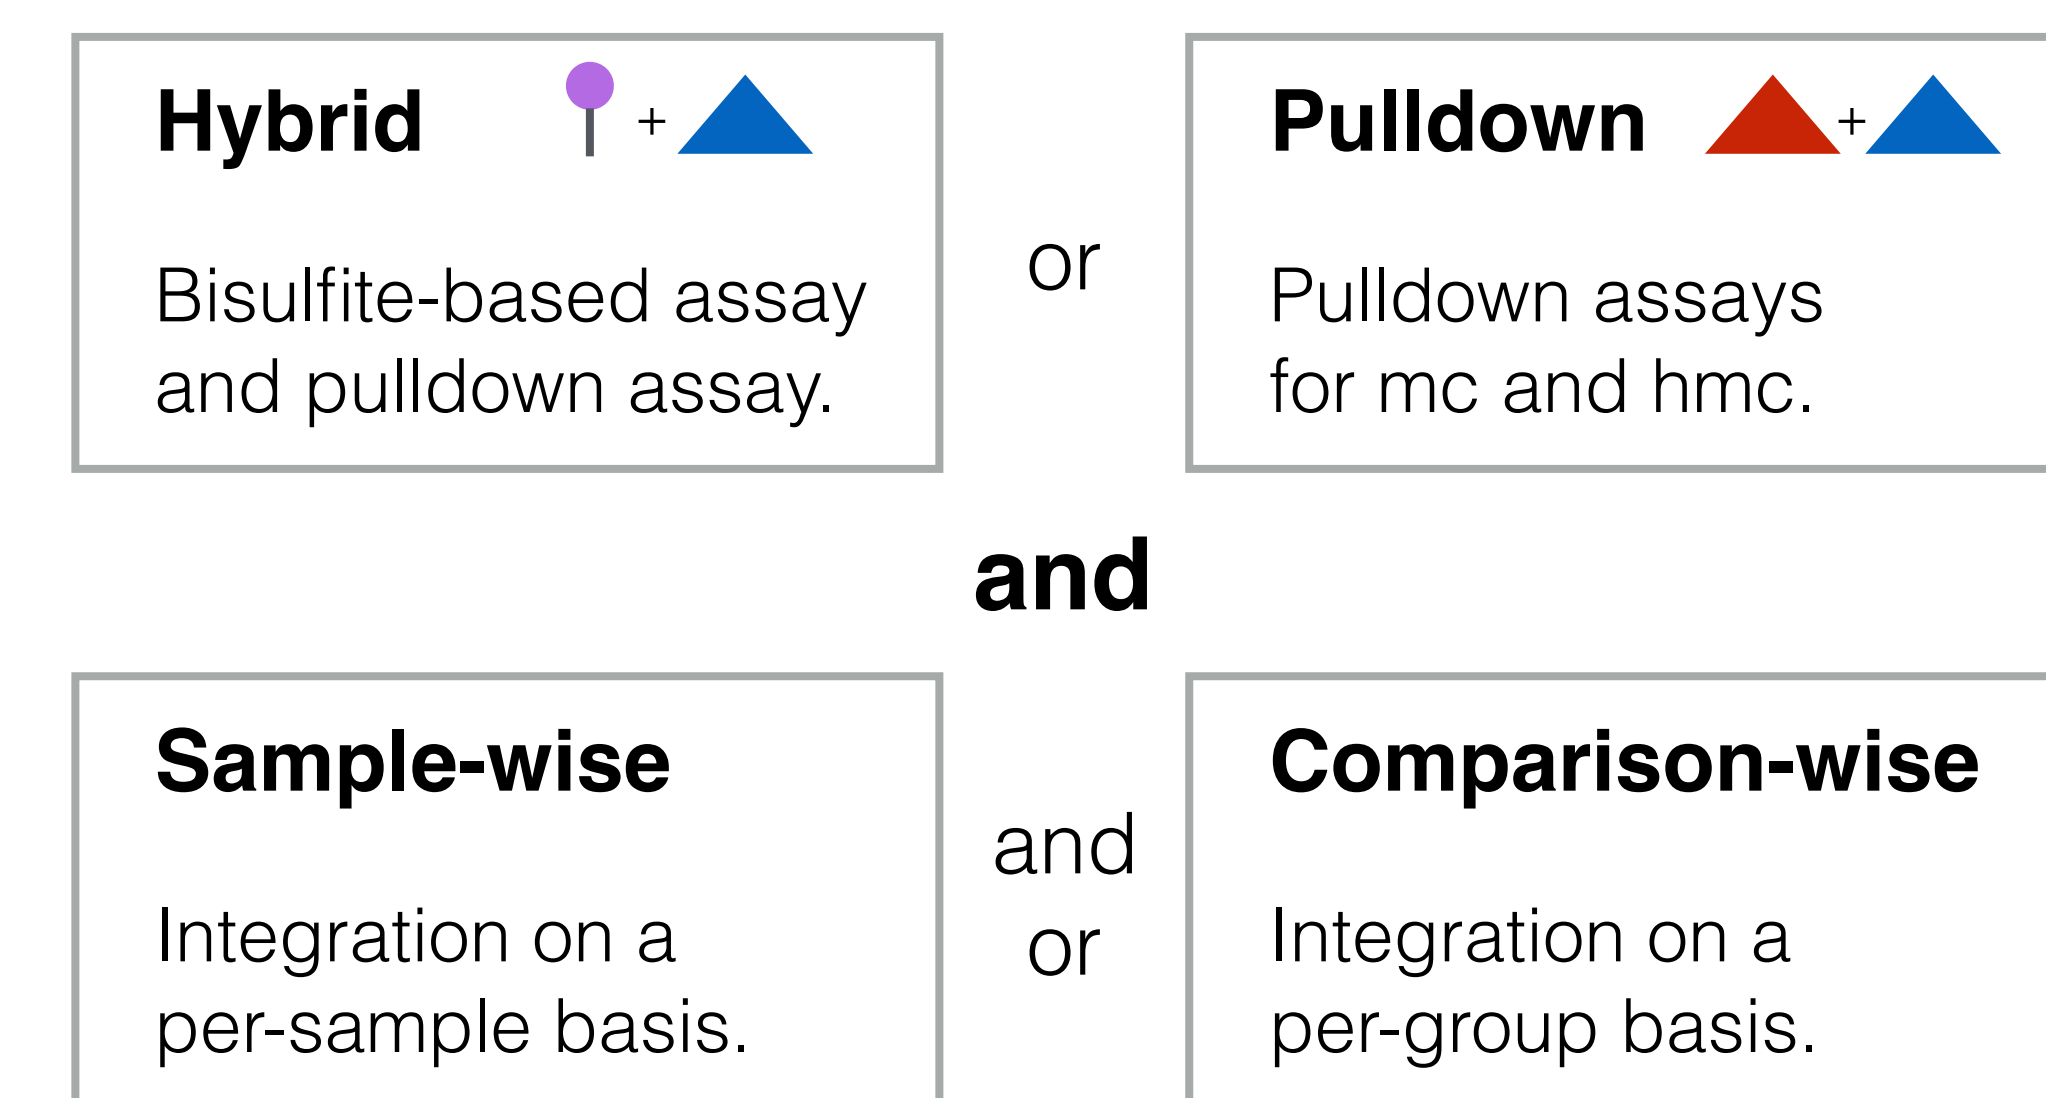 Hybrid +
Bisulfite-based assay
and pulldown assay.
or
Pulldown +
Pulldown assays
for mc and hmc.
and
Sample-wise
Integration on a
per-sample basis.
and
or
Comparison-wise
Integration on a
per-group basis.